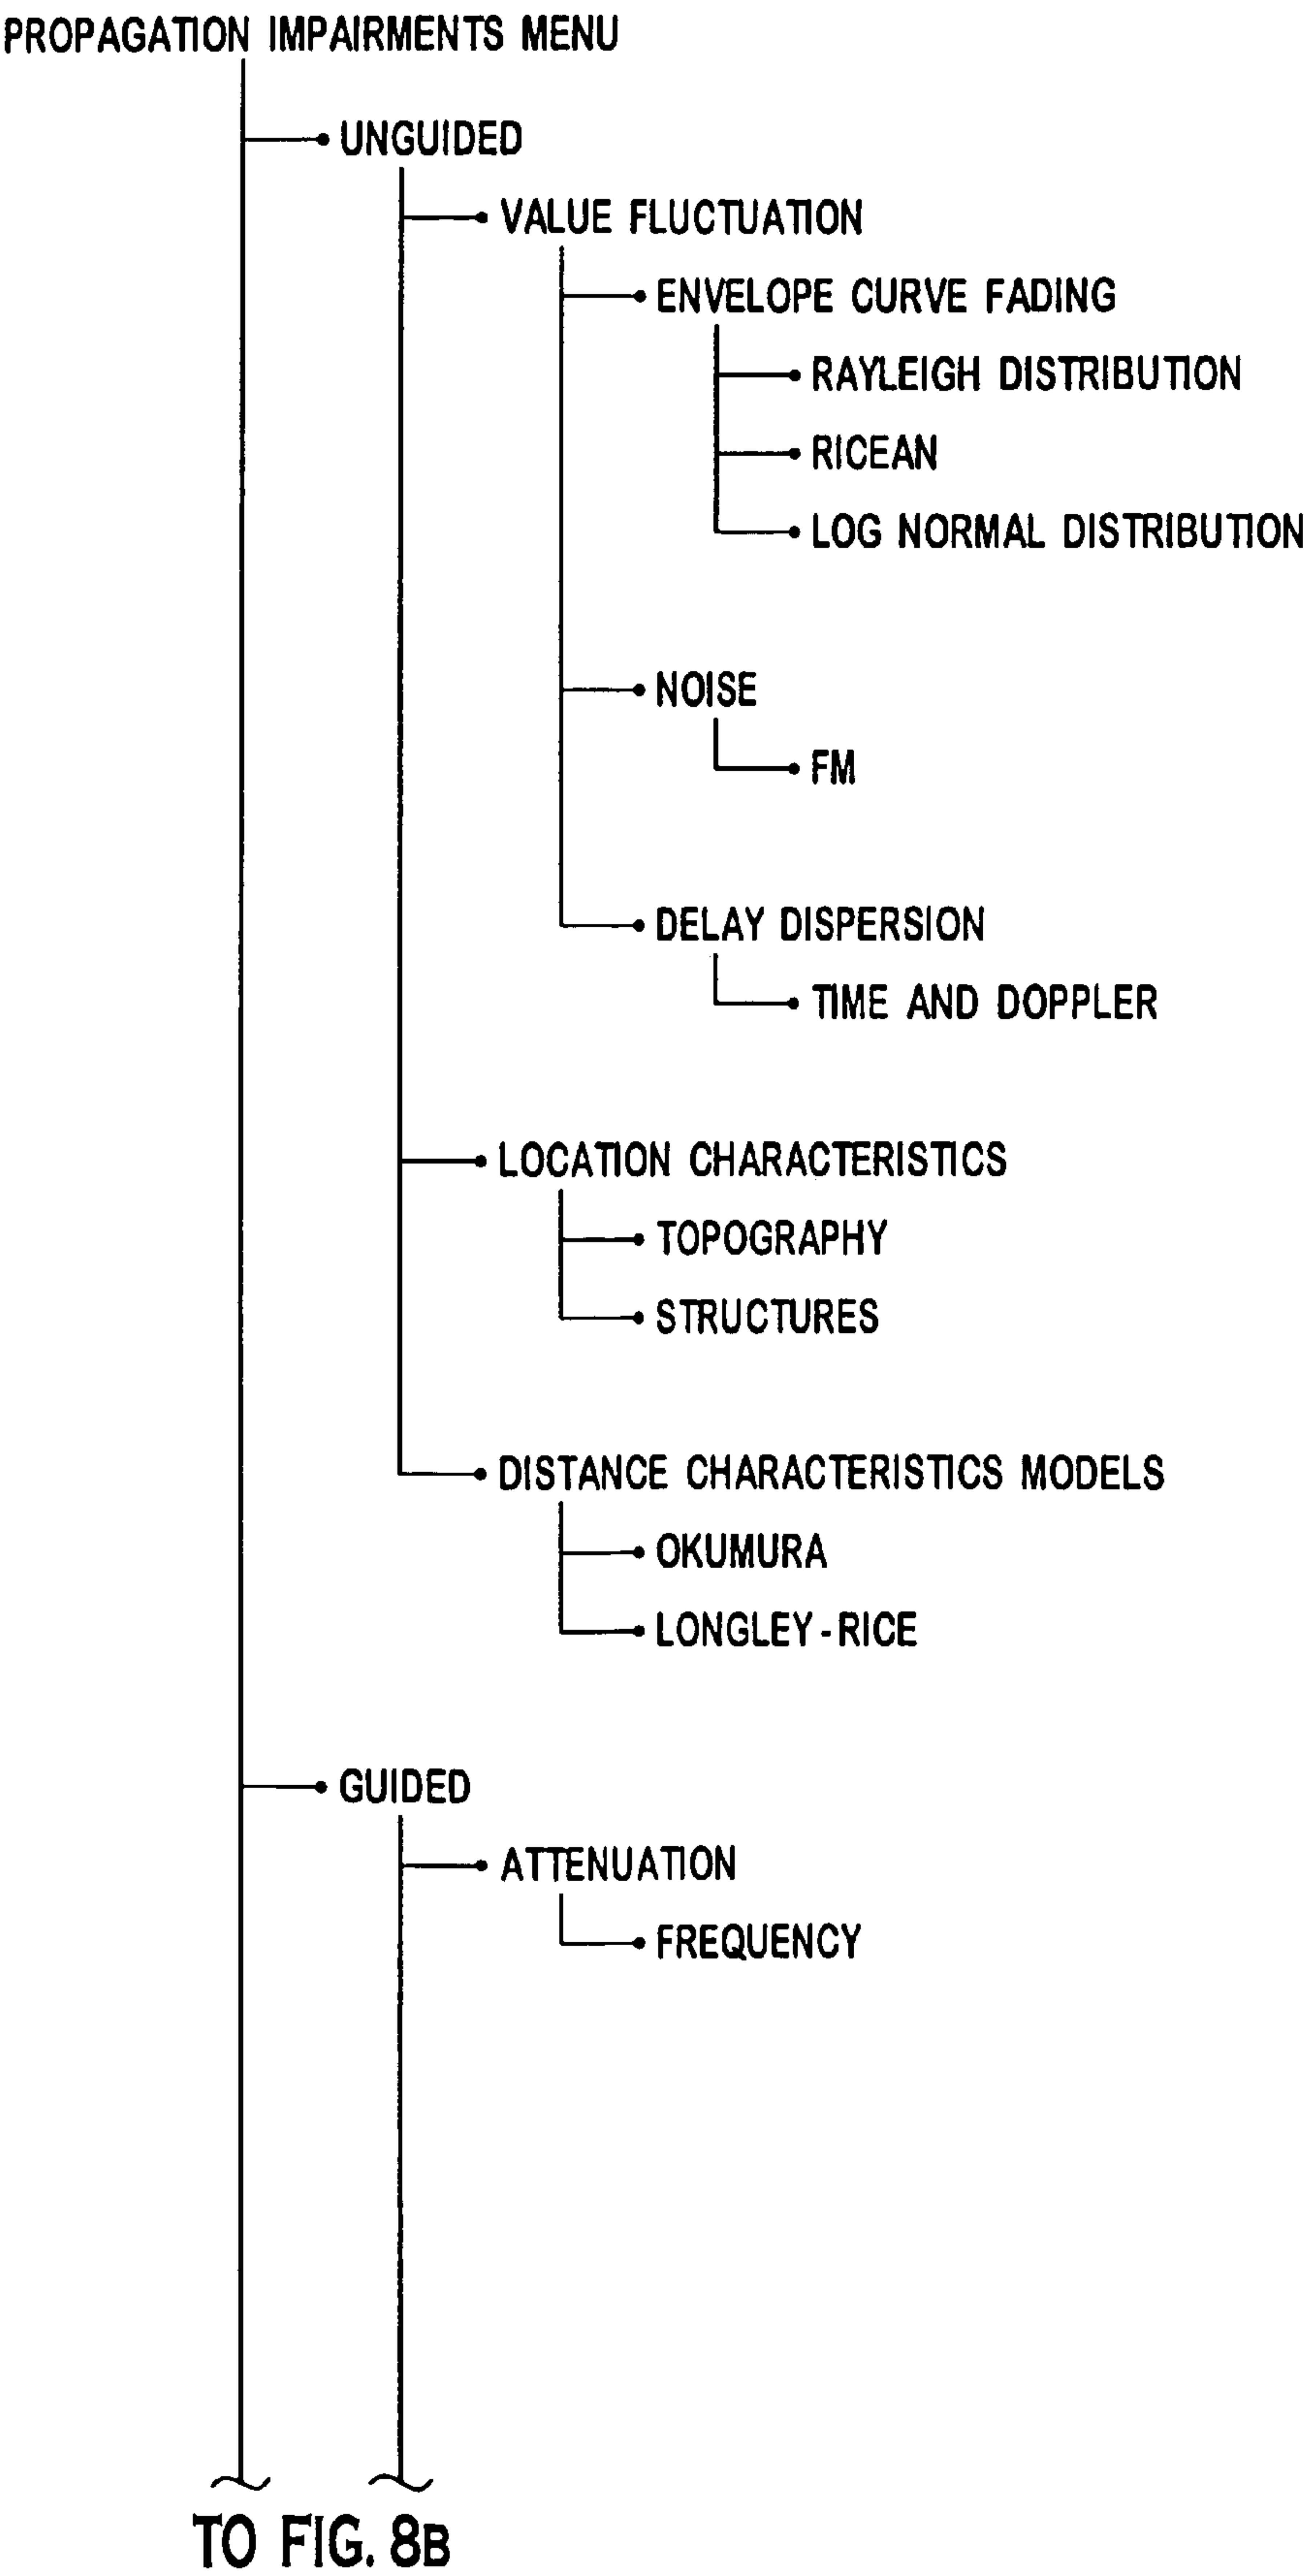 PROPAGATION IMPAIRMENTS MENU
UNGUIDED
VALUE FLUCTUATION
ENVELOPE CURVE FADING
RAYLEIGH DISTRIBUTION
RICEAN
LOG NORMAL DISTRIBUTION
NOISE
FM
DELAY DISPERSION
TIME AND DOPPLER
LOCATION CHARACTERISTICS
TOPOGRAPHY
STRUCTURES
DISTANCE CHARACTERISTICS MODELS
OKUMURA
LONGLEY-RICE
GUIDED
ATTENUATION
FREQUENCY
TO FIG. 8B